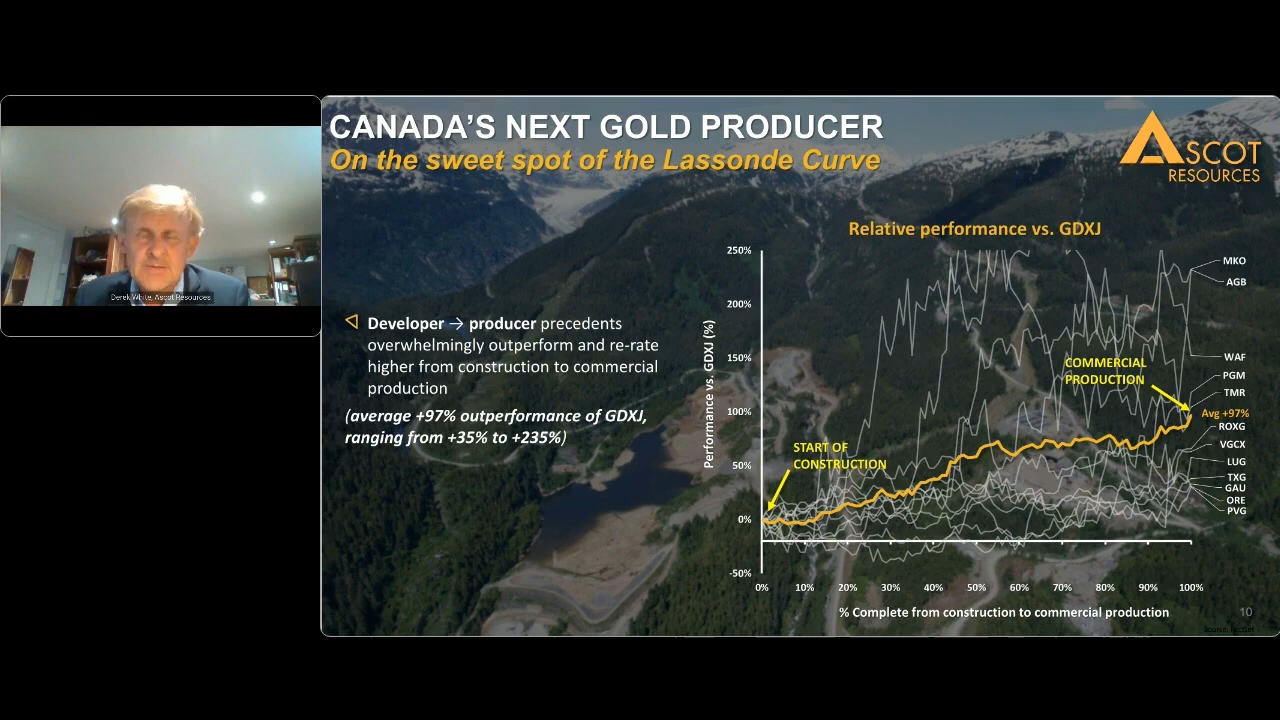 CANADA'S NEXT GOLD PRODUCER
On the sweet spot of the Lassonde Curve
ASCOT
RESOURCES
Derek White, Ascot Resources
Developer → producer precedents
overwhelmingly outperform and re-rate
higher from construction to commercial
production
(average +97% outperformance of GDXJ,
ranging from +35% to +235%)
Relative performance vs. GDXJ
Performance vs. GDXJ (%)
250%
200%
150%
100%
50%
0%
-50%
START OF
CONSTRUCTION
COMMERCIAL
PRODUCTION
MKO
AGB
WAF
PGM
TMR
Avg +97%
ROXG
VGCX
LUG
TXG
GAU
ORE
PVG
0% 10% 20% 30% 40% 50% 60% 70% 80% 90% 100%
% Complete from construction to commercial production
10